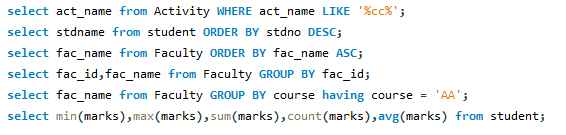 select act_name from Activity WHERE act_name LIKE '%cc%';
select stdname from student ORDER BY stdno DESC;
select fac_name from Faculty ORDER BY fac_name ASC;
select fac_id,fac_name from Faculty GROUP BY fac_id;
select fac_name from Faculty GROUP BY course having course = 'AA';
select min(marks),max(marks),sum(marks),count(marks),avg(marks) from student;